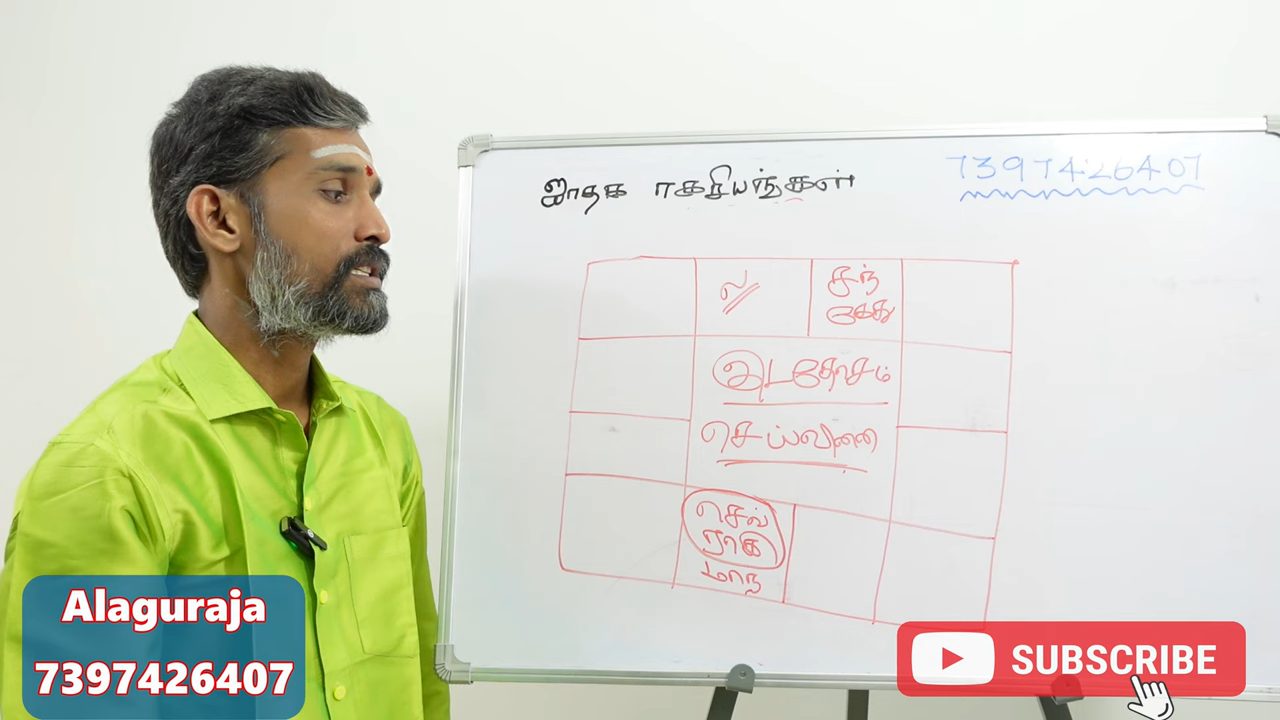 ஜாதக ரகசியங்கள்
7397426407
ல
சந்
கேது
இடதோசம்
செய்வினை
செவ்
ராகு
மாந்
Alaguraja
7397426407
SUBSCRIBE